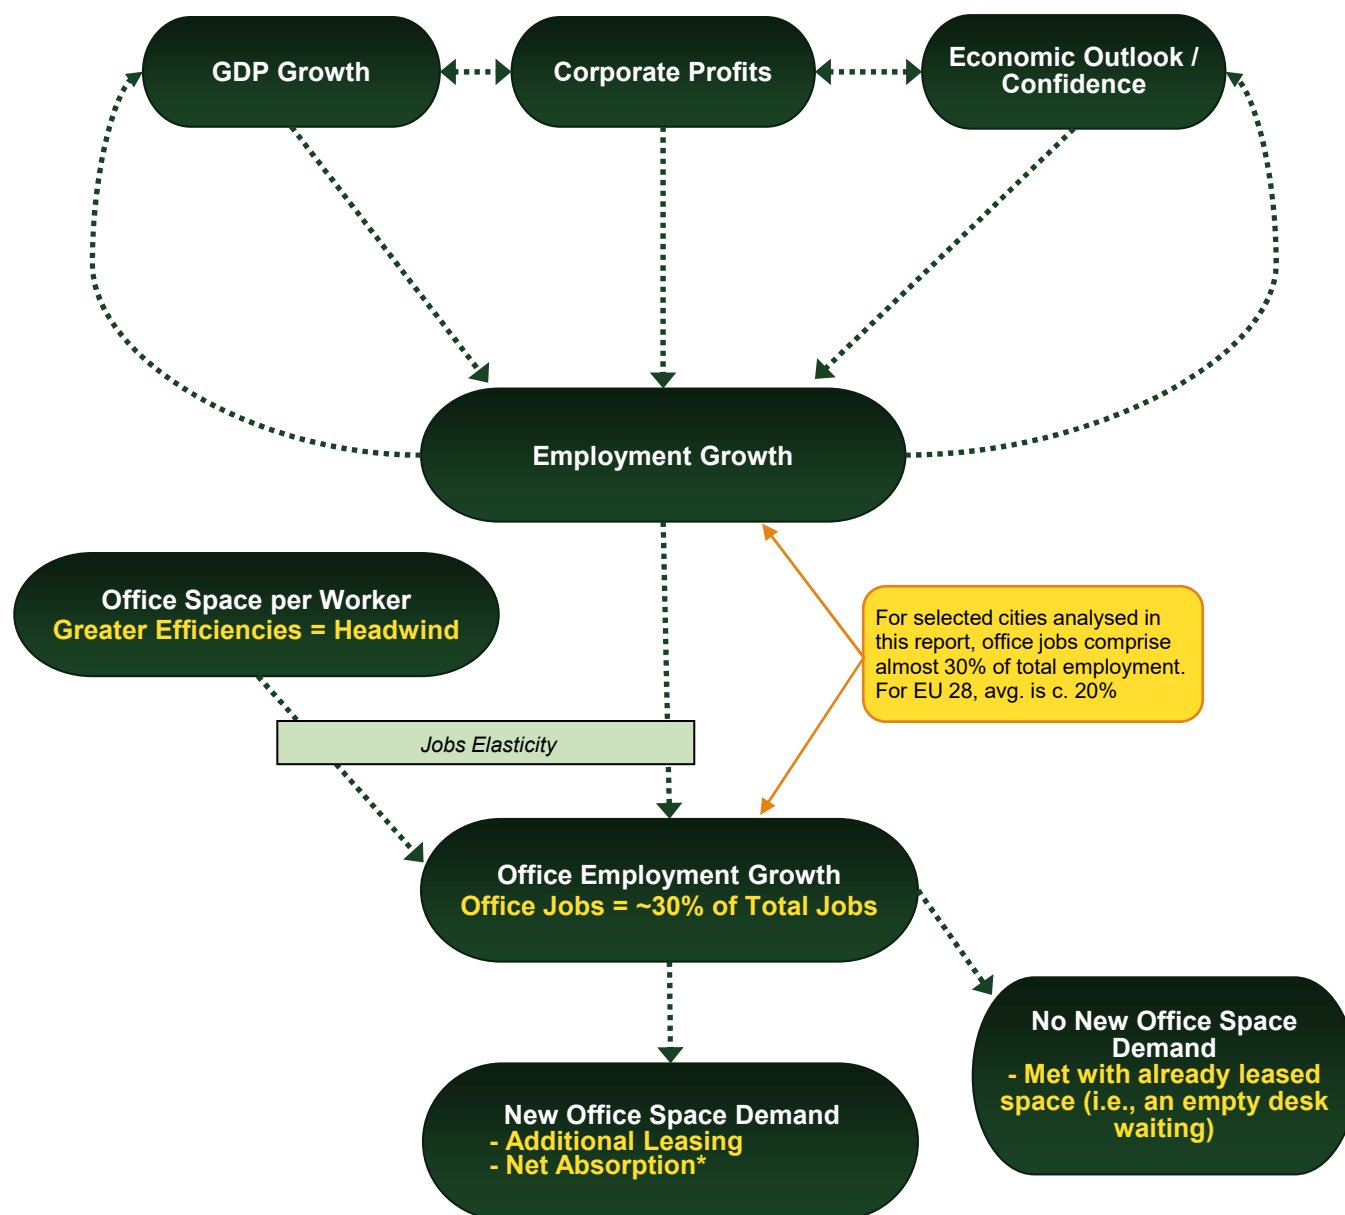 GDP Growth
Corporate Profits
Economic Outlook /
Confidence
Employment Growth
Office Space per Worker
Greater Efficiencies = Headwind
For selected cities analysed in
this report, office jobs comprise
almost 30% of total employment.
For EU 28, avg. is c. 20%
Jobs Elasticity
Office Employment Growth
Office Jobs = ~30% of Total Jobs
No New Office Space
Demand
- Met with already leased
space (i.e., an empty desk
waiting)
New Office Space Demand
- Additional Leasing
- Net Absorption*